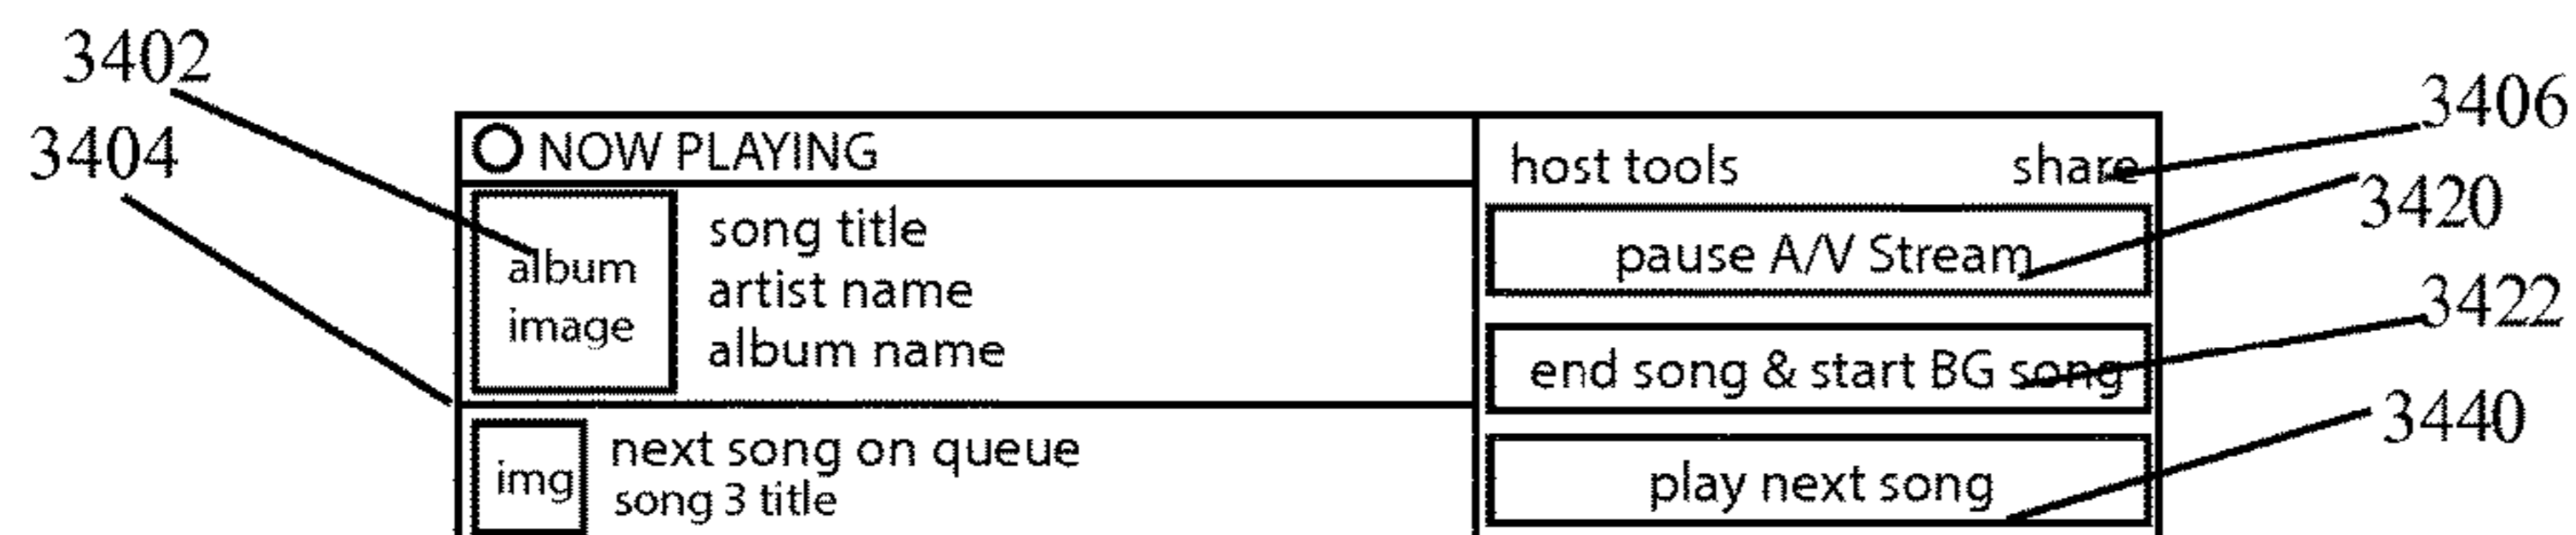 3402
3404
NOW PLAYING
album
image
song title
artist name
album name
img
next song on queue
song 3 title
host tools
share
pause A/V Stream
end song & start BG song
play next song
3406
3420
3422
3440